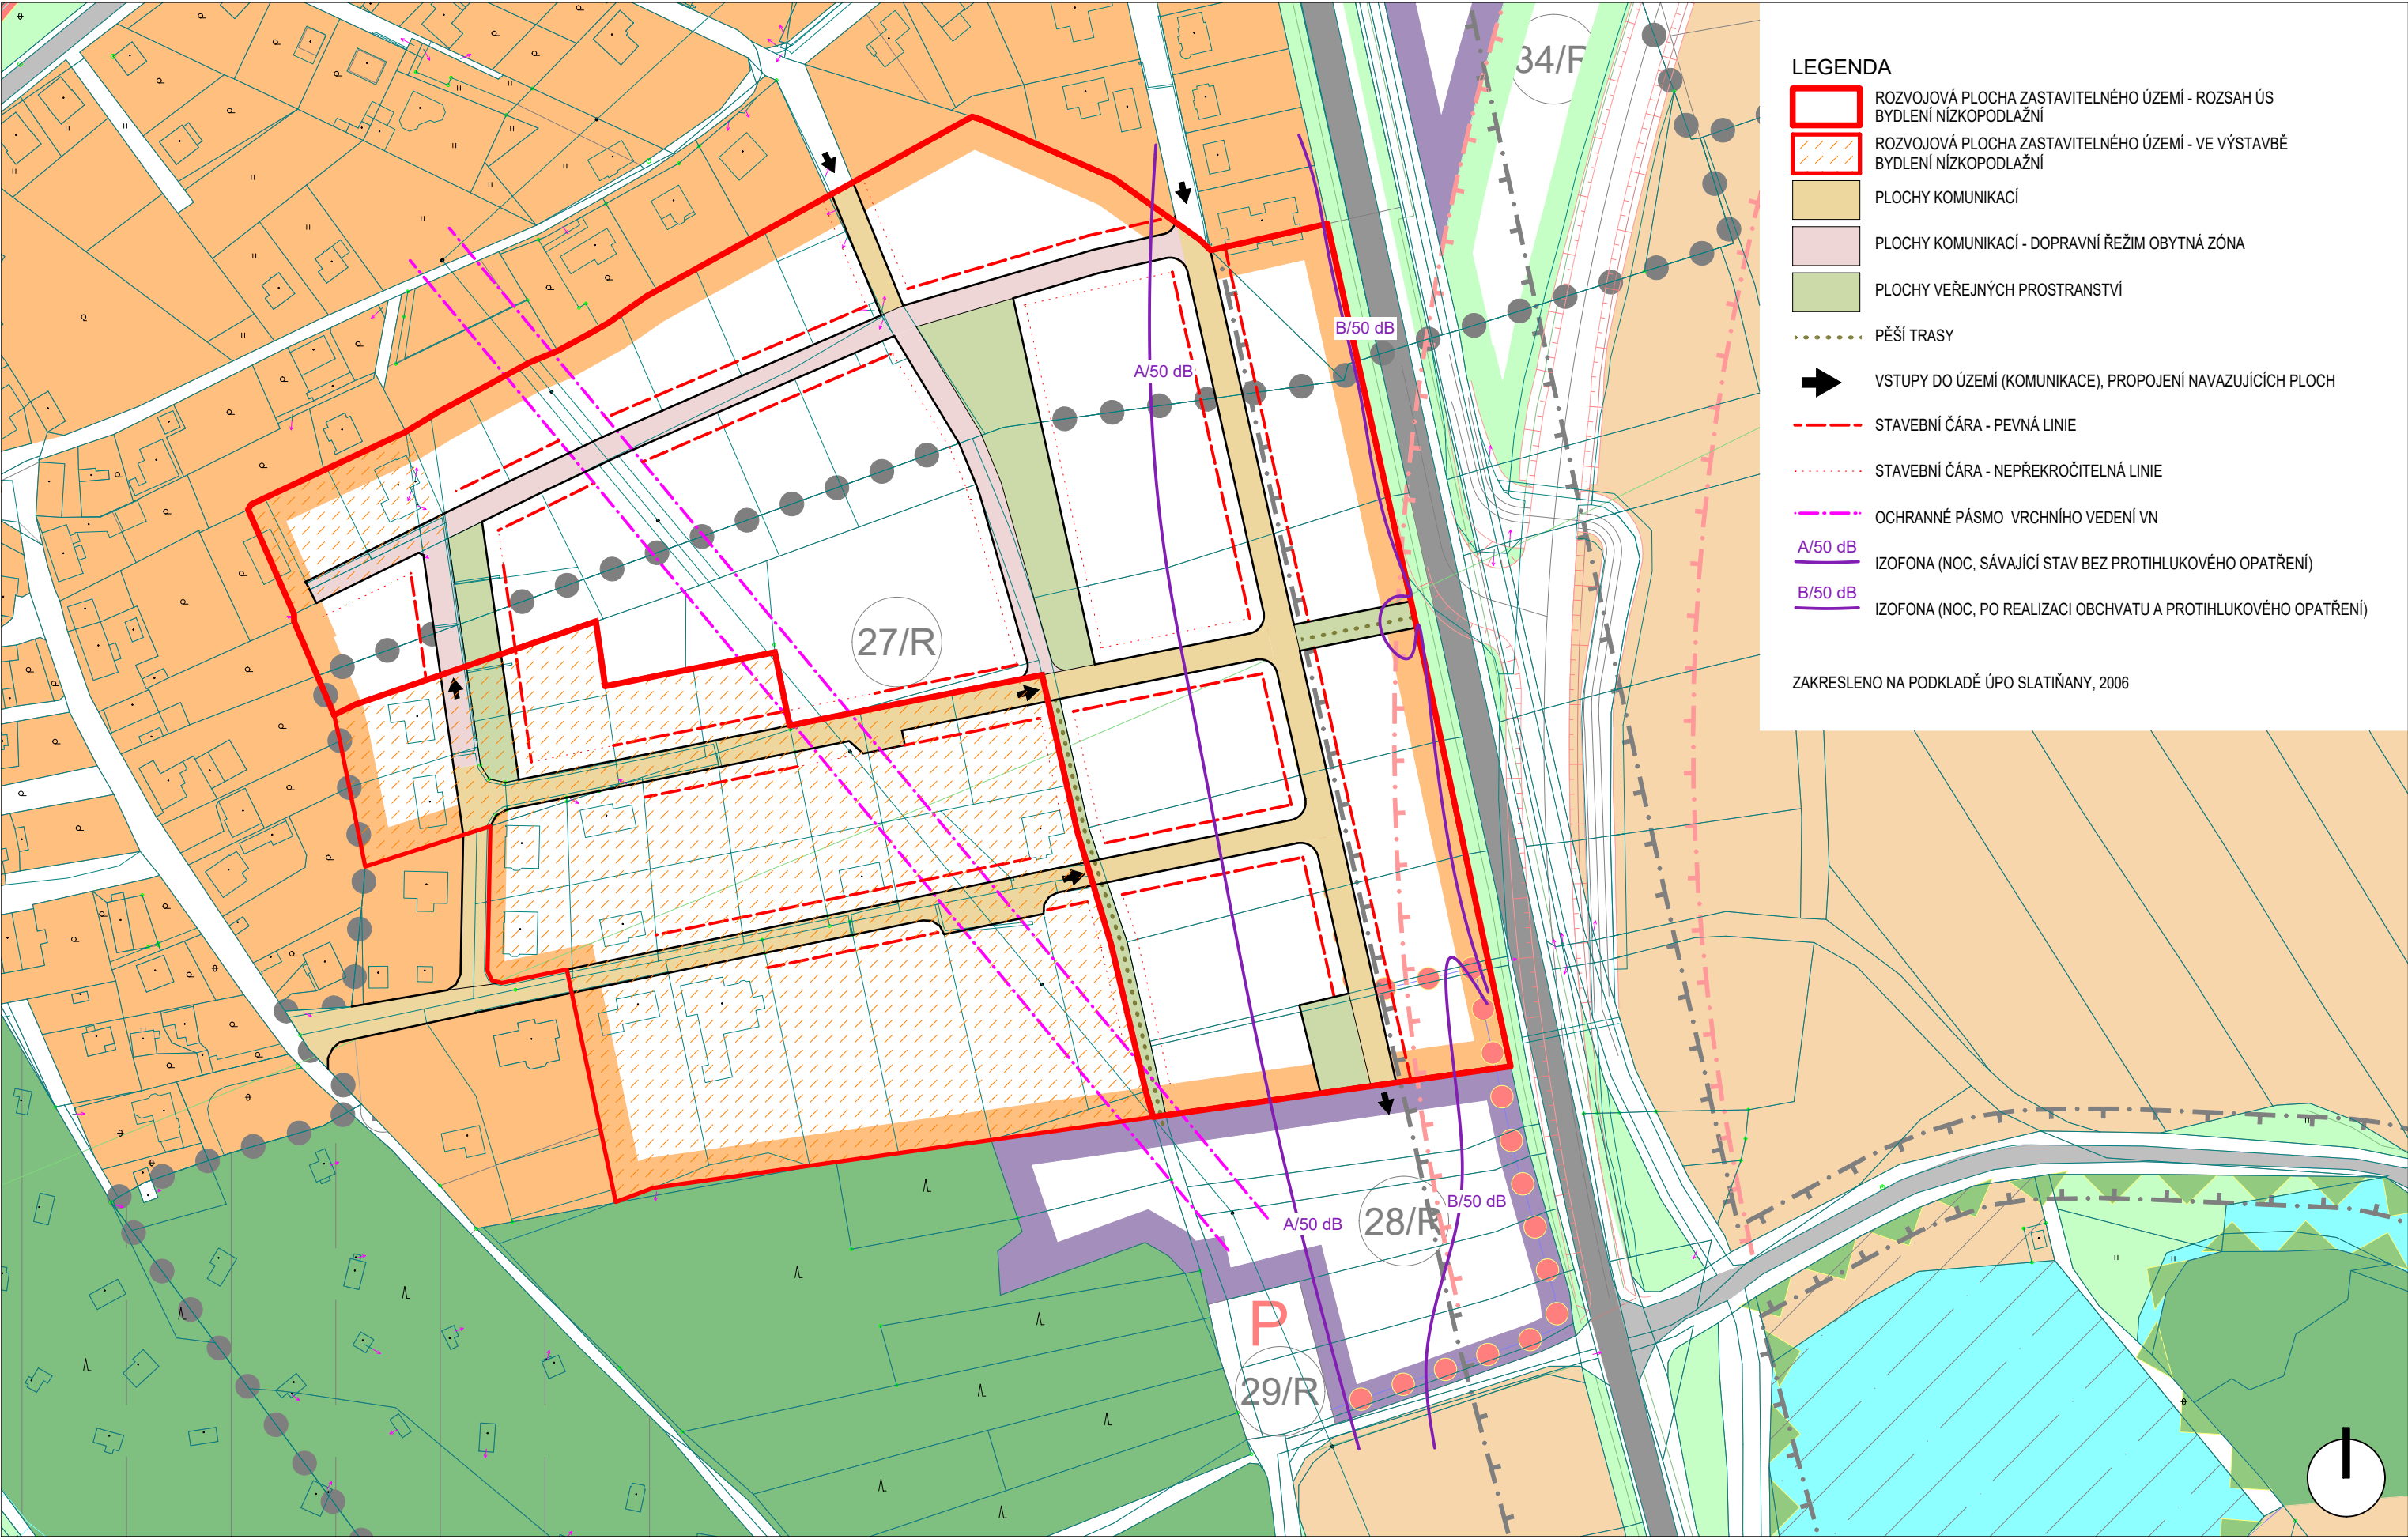 LEGENDA
ROZVOJOVÁ PLOCHA ZASTAVITELNÉHO ÚZEMÍ - ROZSAH ÚS
BYDLENÍ NÍZKOPODLAŽNÍ
ROZVOJOVÁ PLOCHA ZASTAVITELNÉHO ÚZEMÍ - VE VÝSTAVBĚ
BYDLENÍ NÍZKOPODLAŽNÍ
PLOCHY KOMUNIKACÍ
PLOCHY KOMUNIKACÍ - DOPRAVNÍ ŘEŽIM OBYTNÁ ZÓNA
PLOCHY VEŘEJNÝCH PROSTRANSTVÍ
PĚŠÍ TRASY
VSTUPY DO ÚZEMÍ (KOMUNIKACE), PROPOJENÍ NAVAZUJÍCÍCH PLOCH
STAVEBNÍ ČÁRA - PEVNÁ LINIE
STAVEBNÍ ČÁRA - NEPŘEKROČITELNÁ LINIE
OCHRANNÉ PÁSMO VRCHNÍHO VEDENÍ VN
A/50 dB
IZOFONA (NOC, SÁVAJÍCÍ STAV BEZ PROTIHLUKOVÉHO OPATŘENÍ)
B/50 dB
IZOFONA (NOC, PO REALIZACI OBCHVATU A PROTIHLUKOVÉHO OPATŘENÍ)
ZAKRESLENO NA PODKLADĚ ÚPO SLATIŇANY, 2006
34/R
B/50 dB
A/50 dB
27/R
B/50 dB
A/50 dB
28/R
P
29/R